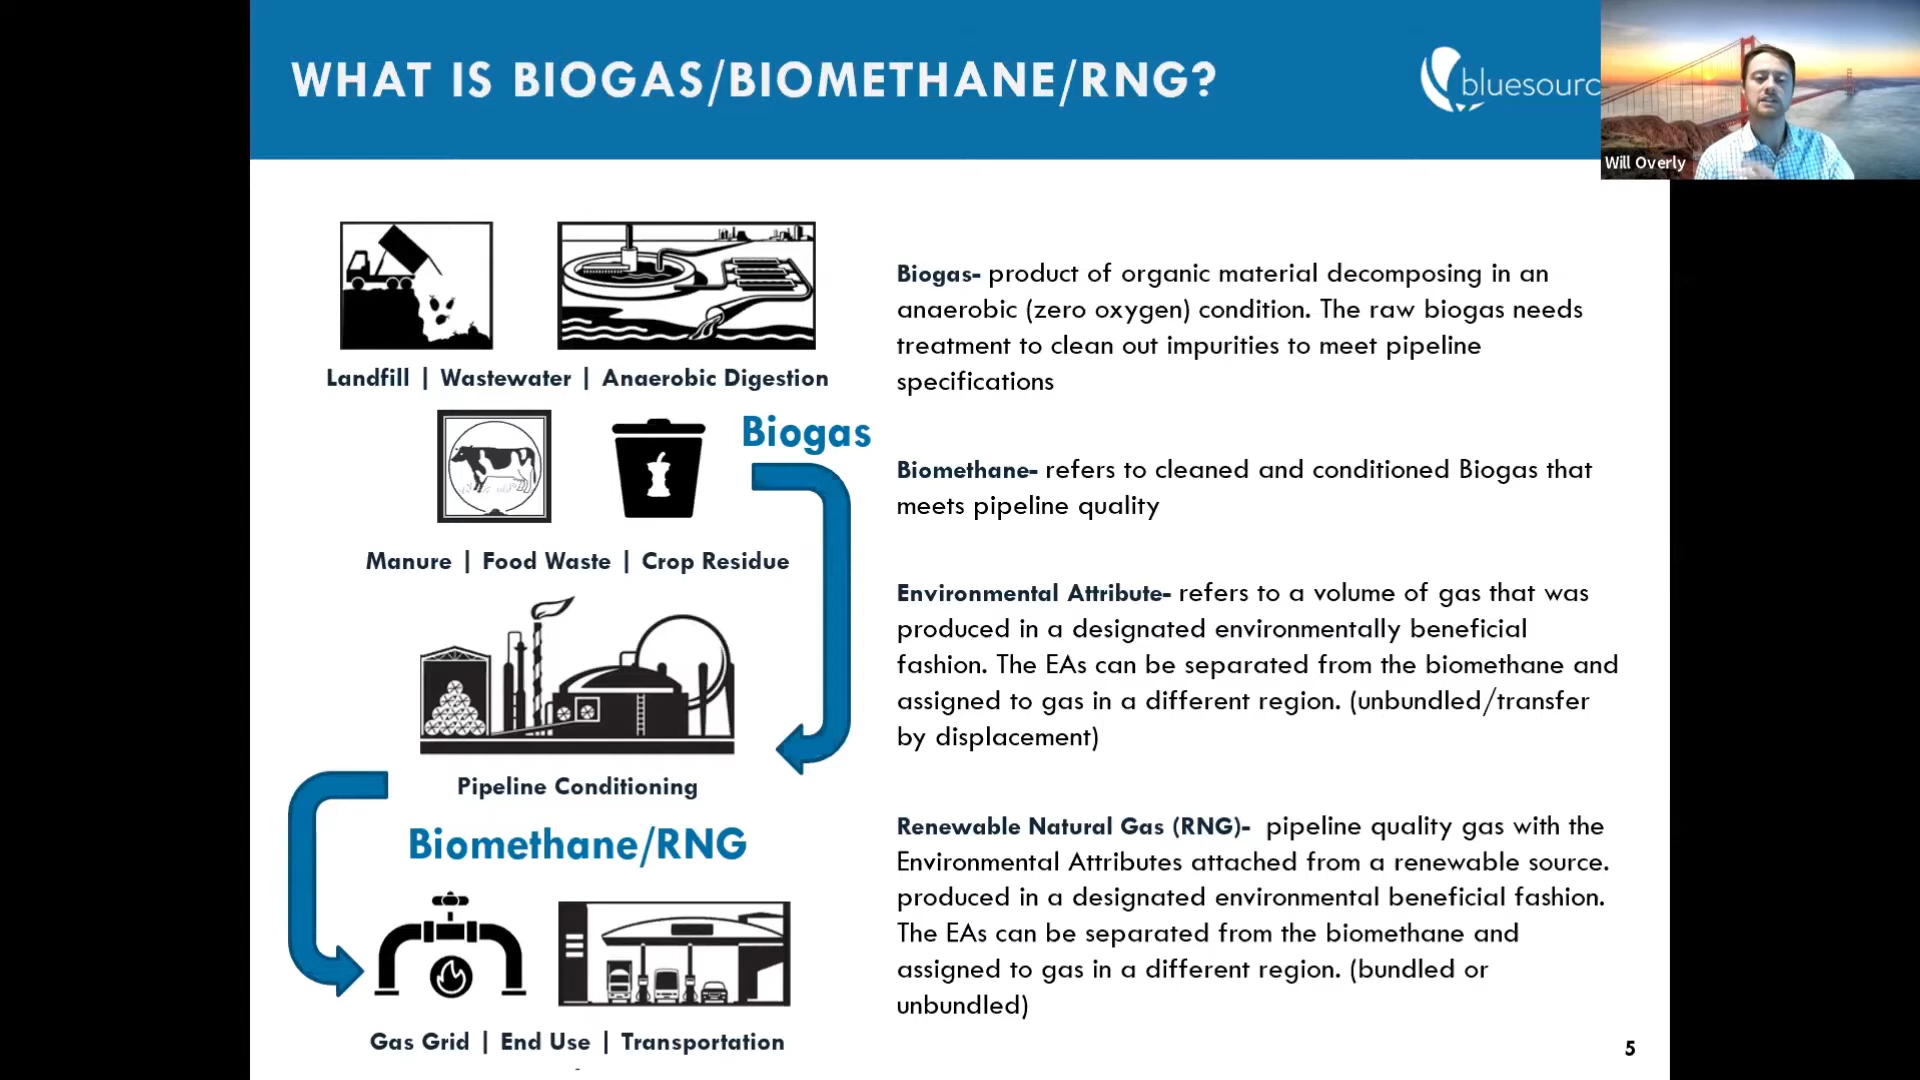 WHAT IS BIOGAS/BIOMETHANE/RNG?
bluesourc
Will Overly
Landfill | Wastewater | Anaerobic Digestion
Biogas
Manure | Food Waste | Crop Residue
Pipeline Conditioning
Biomethane/RNG
Gas Grid | End Use | Transportation
Biogas- product of organic material decomposing in an
anaerobic (zero oxygen) condition. The raw biogas needs
treatment to clean out impurities to meet pipeline
specifications
Biomethane- refers to cleaned and conditioned Biogas that
meets pipeline quality
Environmental Attribute- refers to a volume of gas that was
produced in a designated environmentally beneficial
fashion. The EAs can be separated from the biomethane and
assigned to gas in a different region. (unbundled/transfer
by displacement)
Renewable Natural Gas (RNG)- pipeline quality gas with the
Environmental Attributes attached from a renewable source.
produced in a designated environmental beneficial fashion.
The EAs can be separated from the biomethane and
assigned to gas in a different region. (bundled or
unbundled)
5